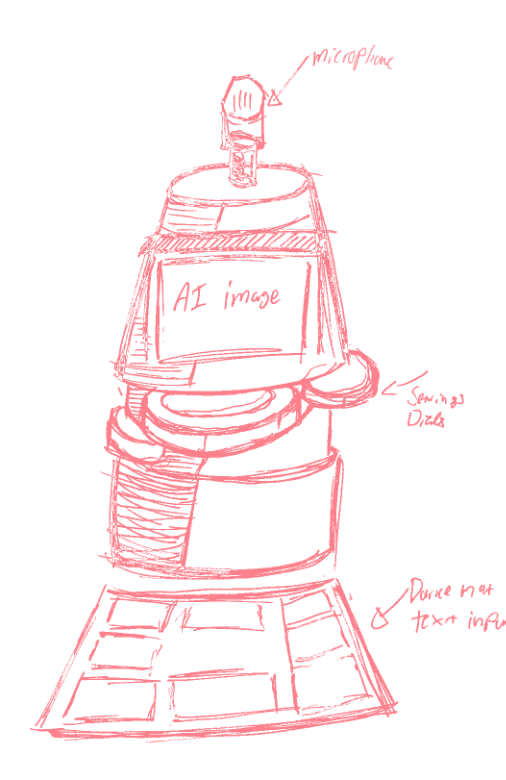 microphone
AI image
Settings
Dials
Dance mat
text input